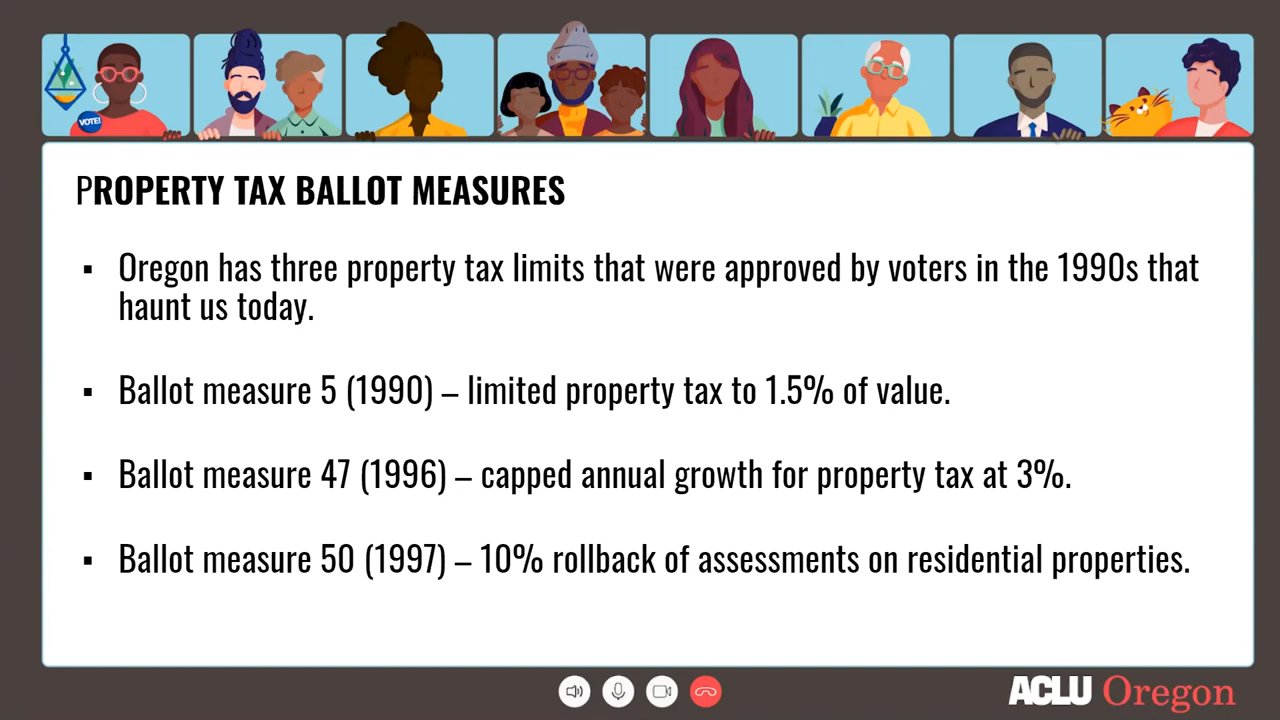 VOTE!
PROPERTY TAX BALLOT MEASURES
▪ Oregon has three property tax limits that were approved by voters in the 1990s that
haunt us today.
▪ Ballot measure 5 (1990) – limited property tax to 1.5% of value.
▪ Ballot measure 47 (1996) – capped annual growth for property tax at 3%.
▪ Ballot measure 50 (1997) – 10% rollback of assessments on residential properties.
ACLU Oregon